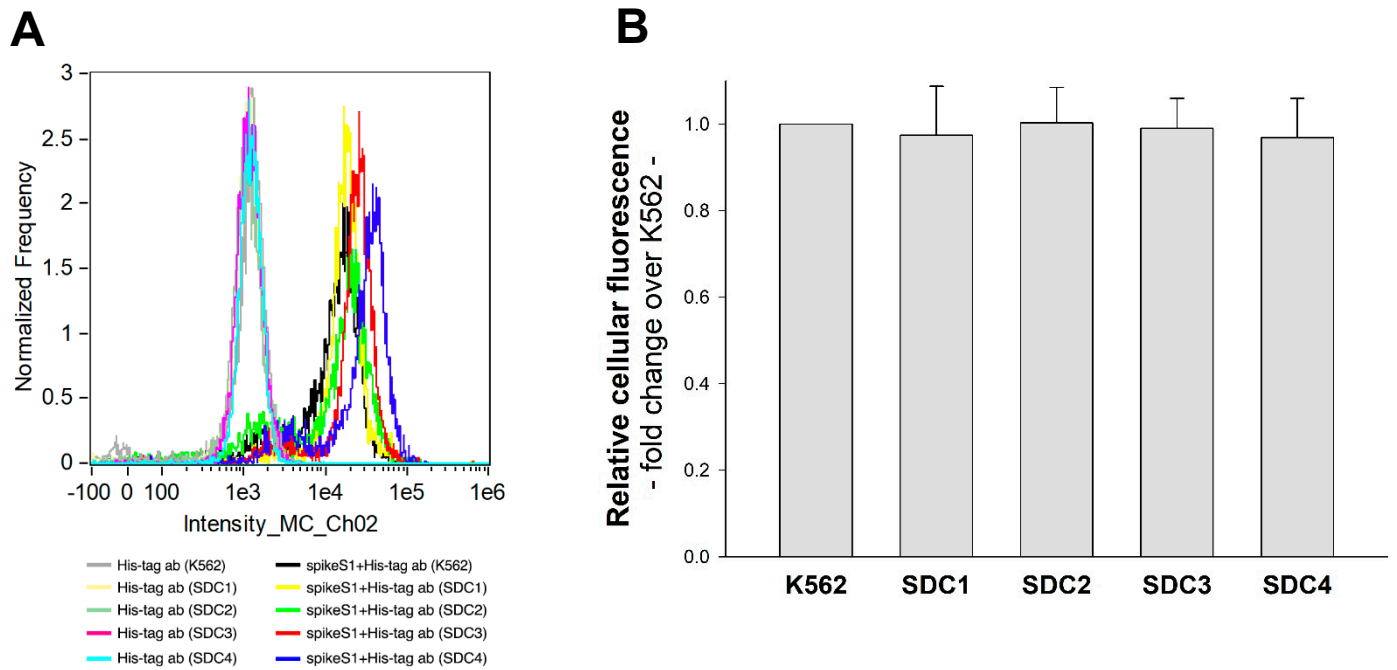 A
3
2.5
2
1.5
1
0.5
0
Normalized Frequency
-100 0 100 1e3 1e4 1e5 1e6
Intensity_MC_Ch02
His-tag ab (K562)
His-tag ab (SDC1)
His-tag ab (SDC2)
His-tag ab (SDC3)
His-tag ab (SDC4)
spikeS1+His-tag ab (K562)
spikeS1+His-tag ab (SDC1)
spikeS1+His-tag ab (SDC2)
spikeS1+His-tag ab (SDC3)
spikeS1+His-tag ab (SDC4)
B
Relative cellular fluorescence
- fold change over K562 -
1.0
0.8
0.6
0.4
0.2
0.0
K562 SDC1 SDC2 SDC3 SDC4